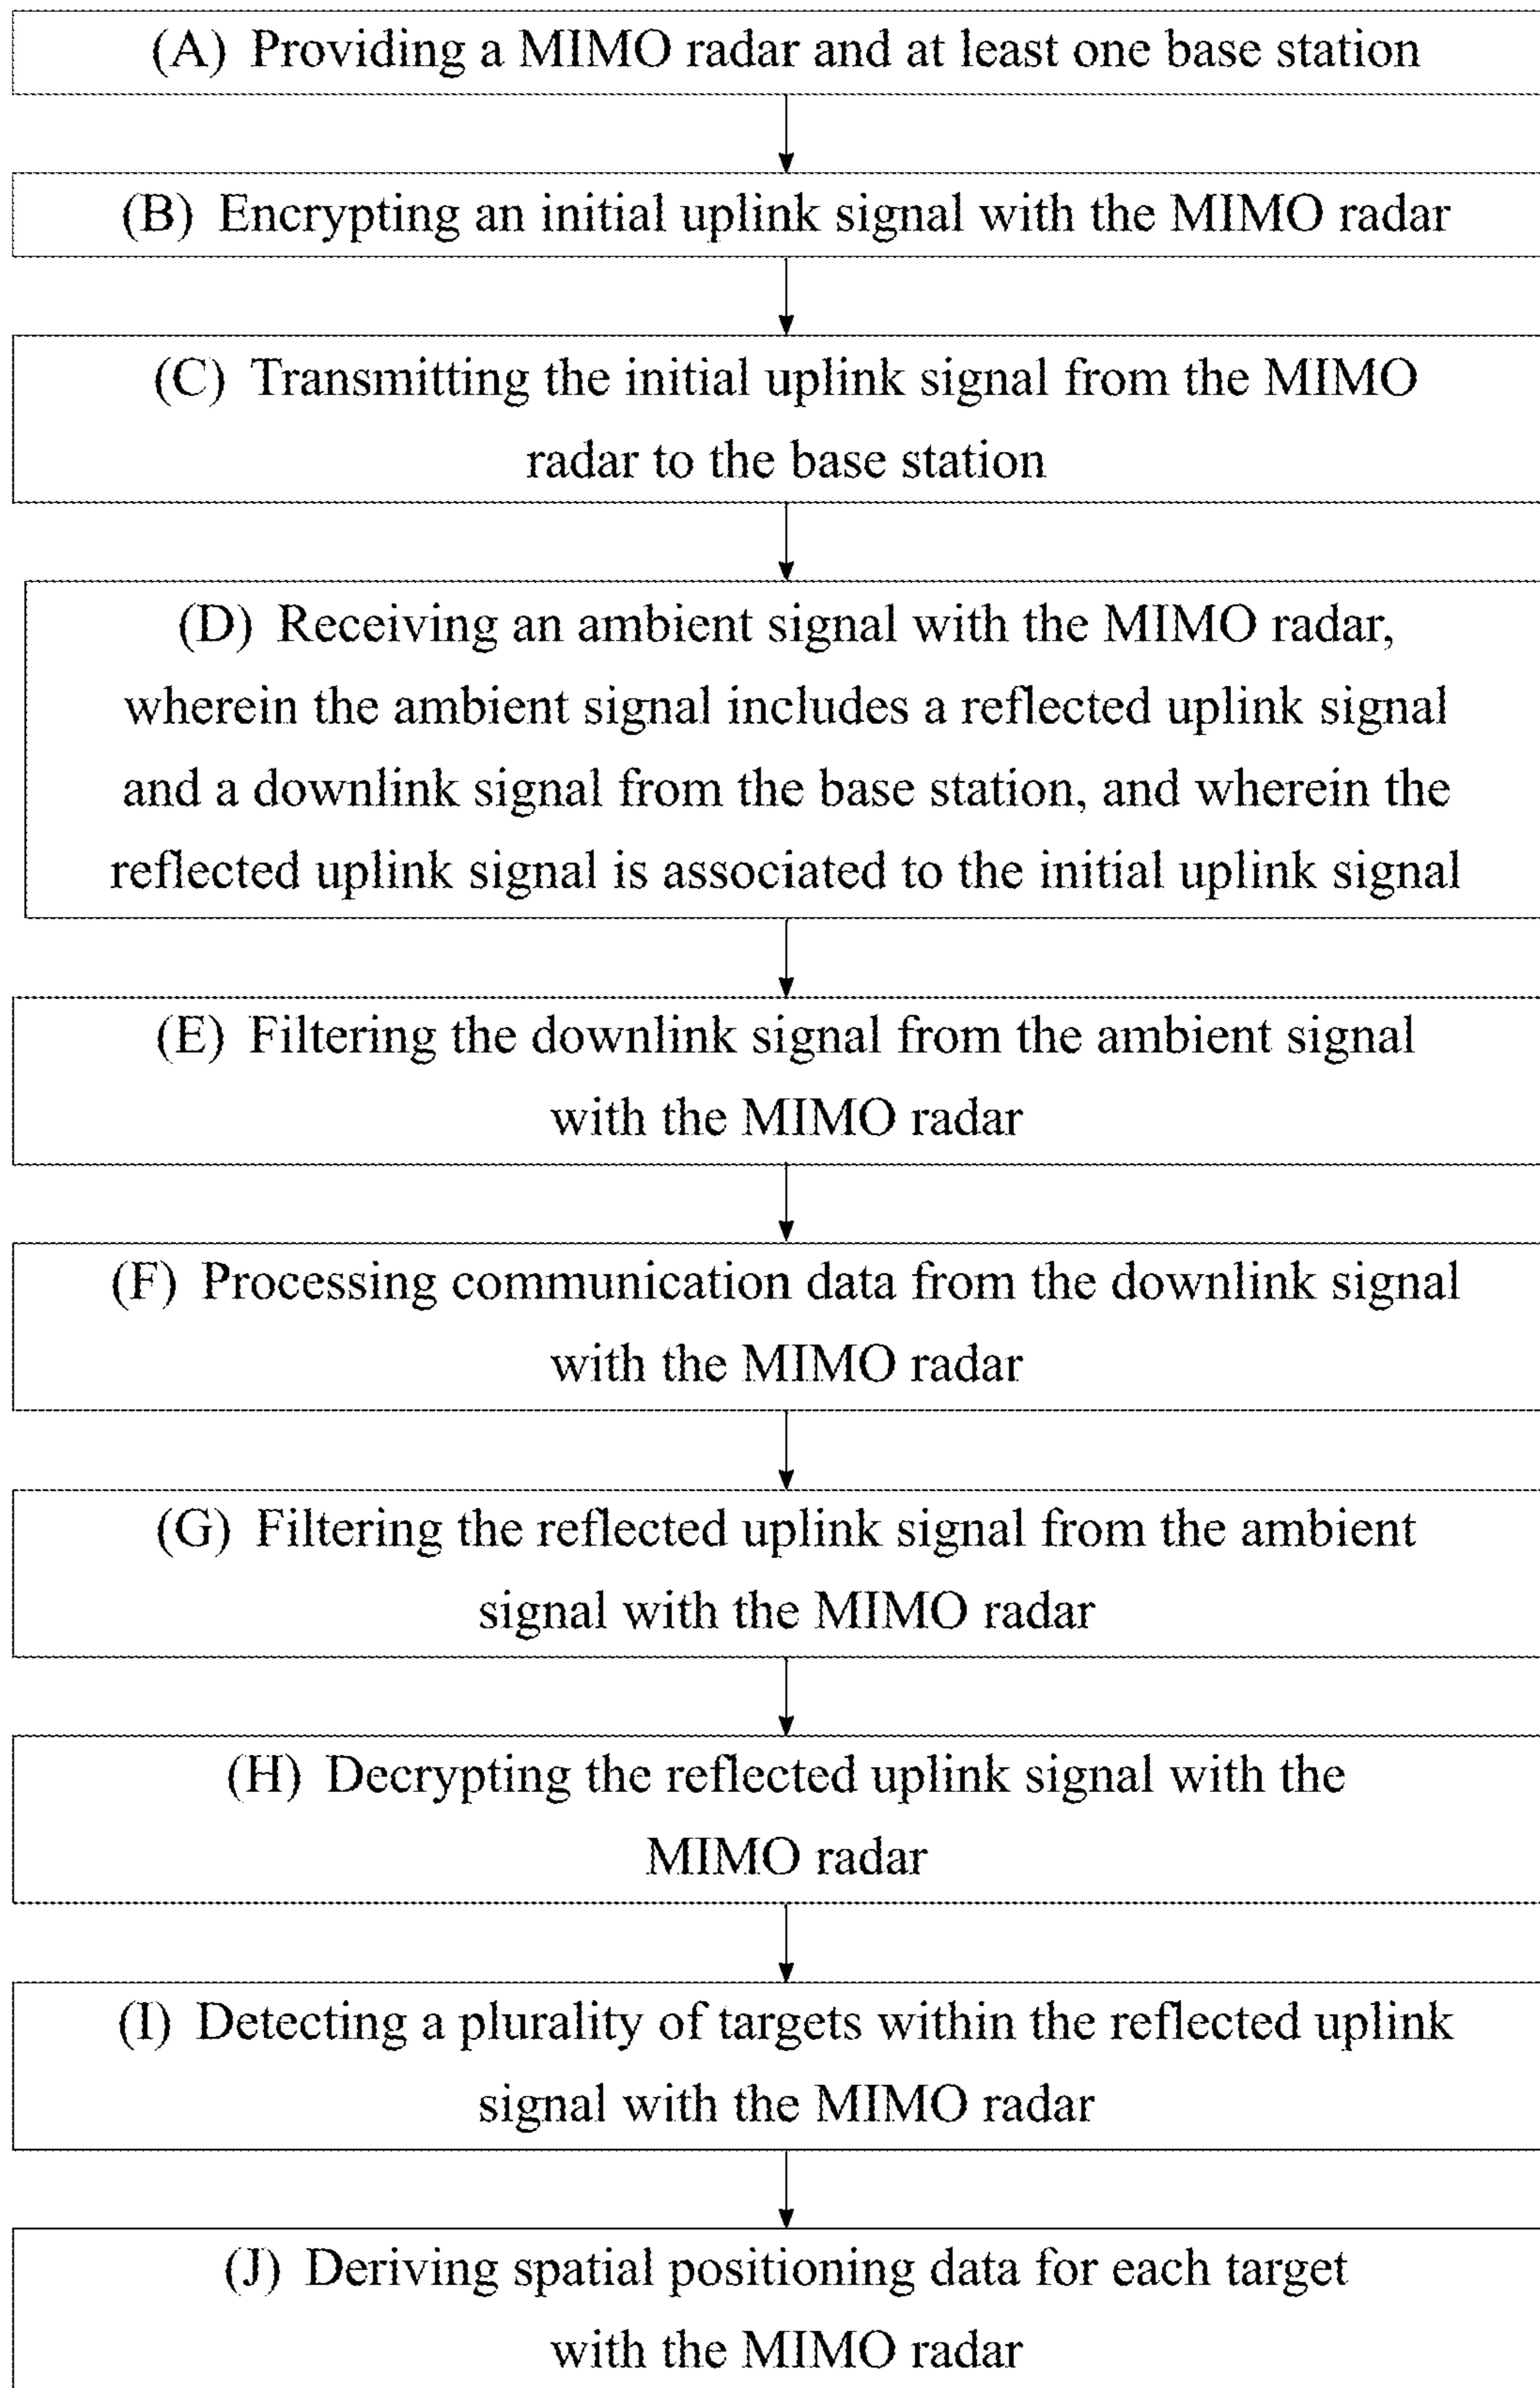 (A) Providing a MIMO radar and at least one base station
(B) Encrypting an initial uplink signal with the MIMO radar
(C) Transmitting the initial uplink signal from the MIMO
radar to the base station
(D) Receiving an ambient signal with the MIMO radar,
wherein the ambient signal includes a reflected uplink signal
and a downlink signal from the base station, and wherein the
reflected uplink signal is associated to the initial uplink signal
(E) Filtering the downlink signal from the ambient signal
with the MIMO radar
(F) Processing communication data from the downlink signal
with the MIMO radar
(G) Filtering the reflected uplink signal from the ambient
signal with the MIMO radar
(H) Decrypting the reflected uplink signal with the
MIMO radar
(I) Detecting a plurality of targets within the reflected uplink
signal with the MIMO radar
(J) Deriving spatial positioning data for each target
with the MIMO radar